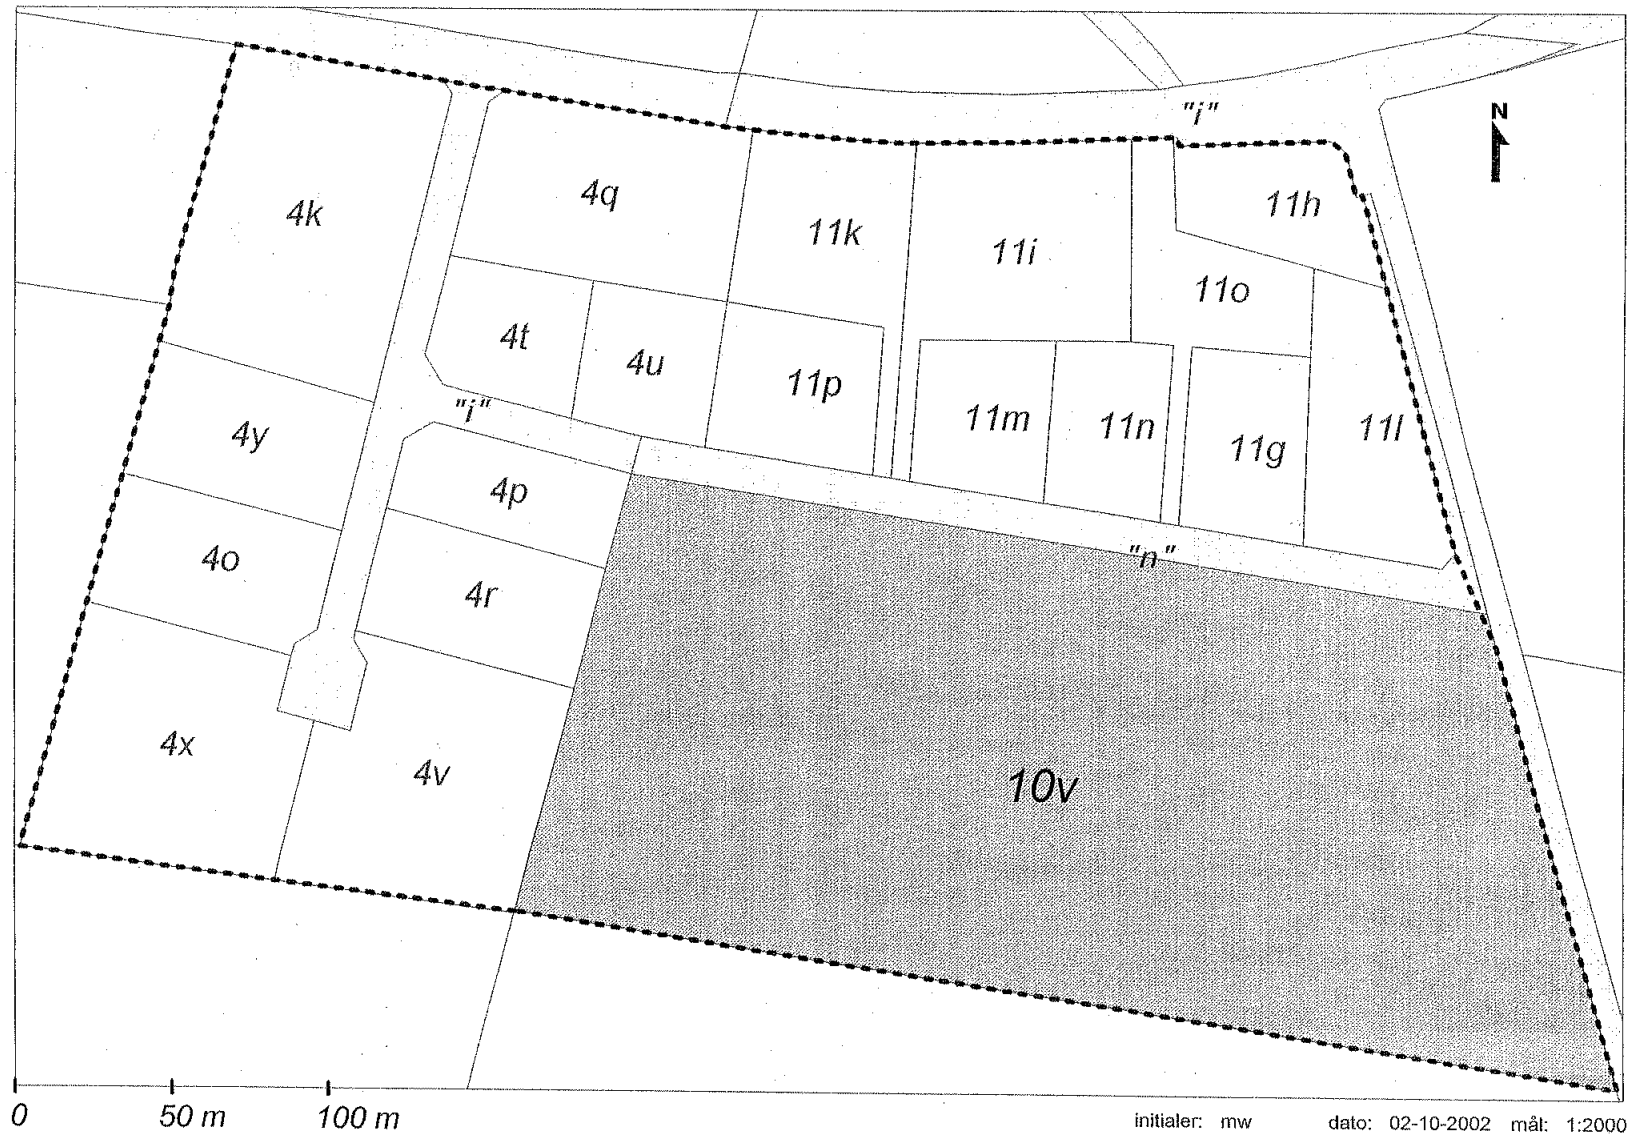 "i"
N
4k
4q
11k
11i
11h
11o
4t
4u
11p
11m
11n
11g
11l
"i"
4y
4p
4o
4r
"n"
4x
4v
10v
0 50 m 100 m
initialer: mw dato: 02-10-2002 mål: 1:2000